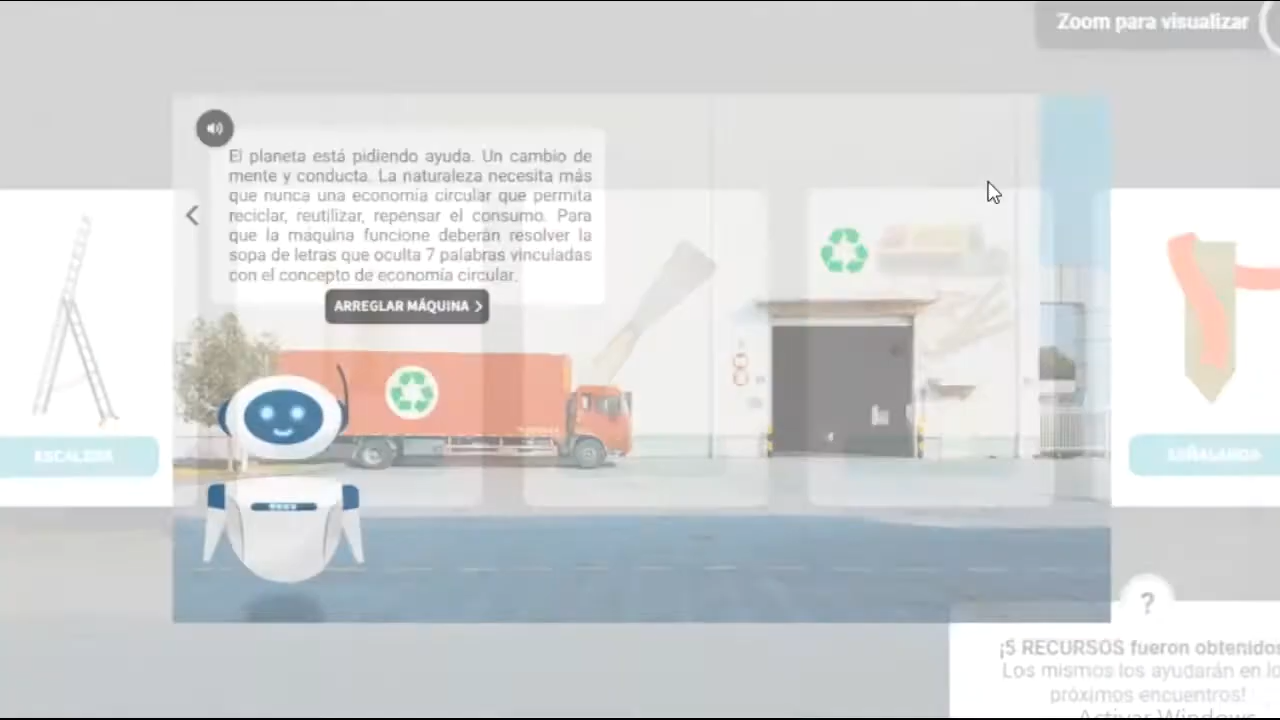 Zoom para visualizar
El planeta está pidiendo ayuda. Un cambio de
mente y conducta. La naturaleza necesita más
que nunca una economía circular que permita
reciclar, reutilizar, repensar el consumo. Para
que la máquina funcione deberán resolver la
sopa de letras que oculta 7 palabras vinculadas
con el concepto de economía circular.
ARREGLAR MÁQUINA
ESCALERA
?
¡5 RECURSOS fueron obtenidos
Los mismos los ayudarán en lo
próximos encuentros!
Activar Windows